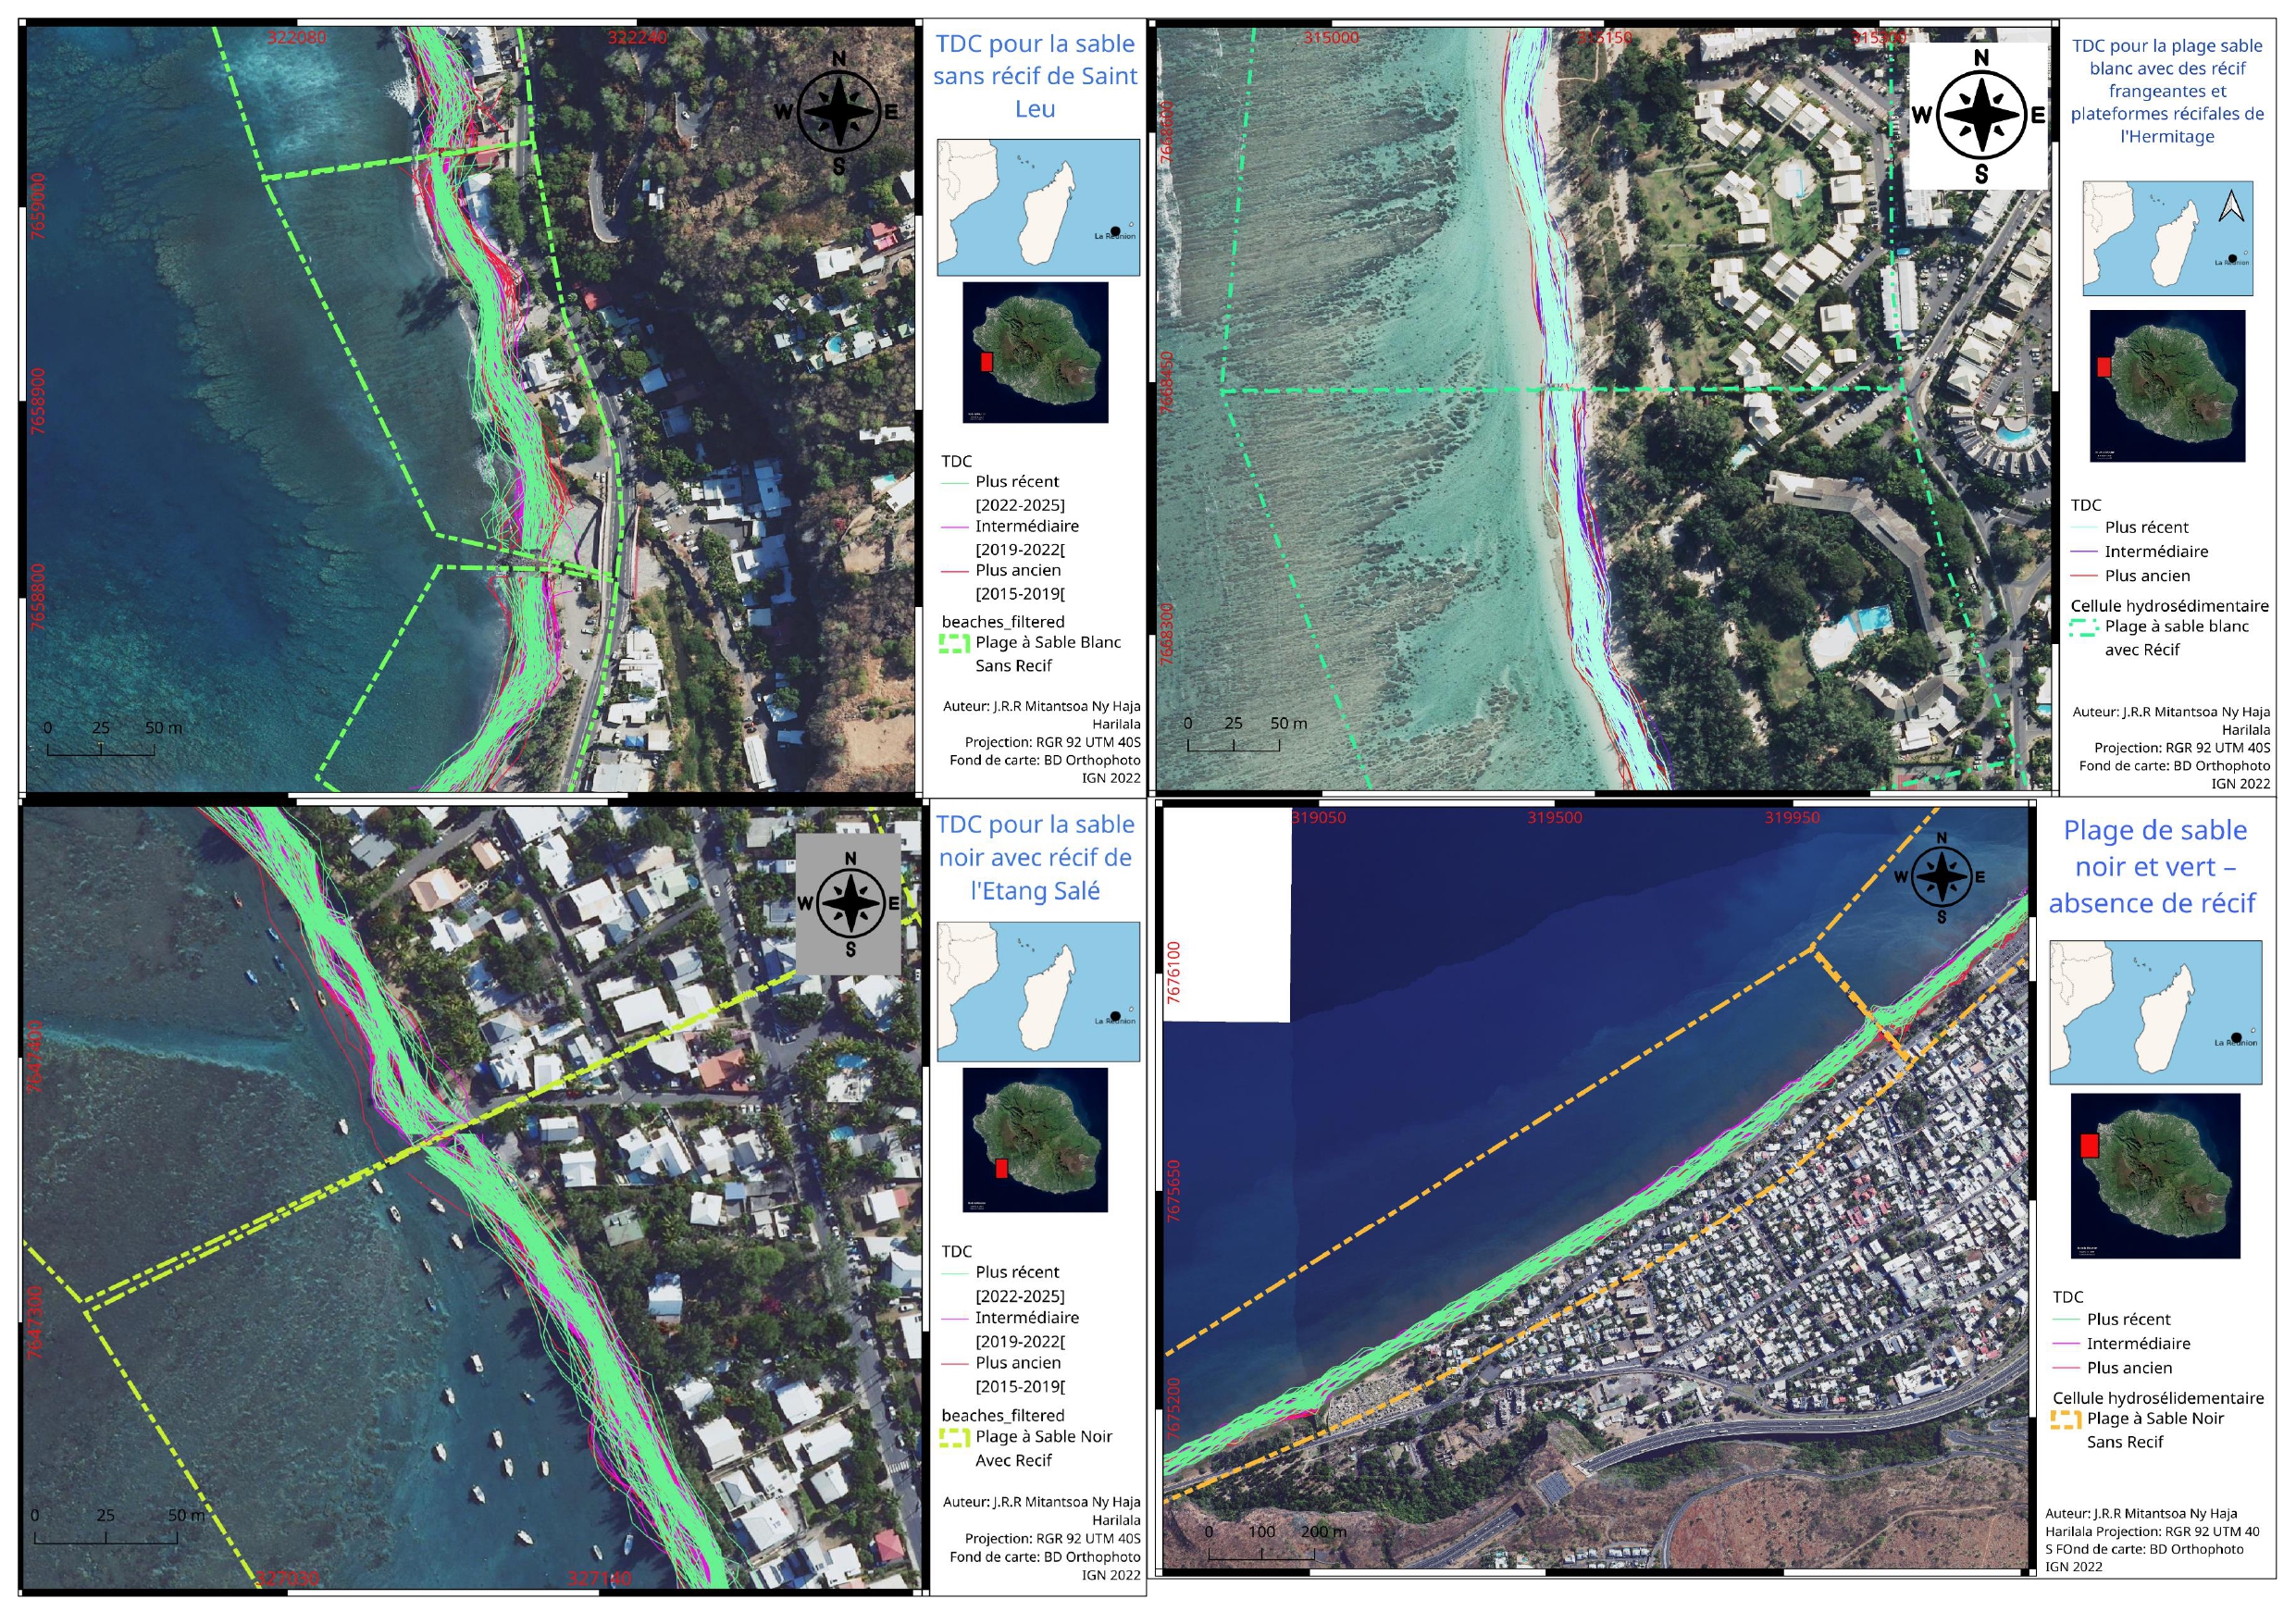 322080
322240
7659000
7658900
7658800
N
W
E
S
0 25 50 m
TDC pour la sable
sans récif de Saint
Leu
La Réunion
TDC
Plus récent
[2022-2025]
Intermédiaire
[2019-2022[
Plus ancien
[2015-2019[
beaches_filtered
Plage à Sable Blanc
Sans Recif
Auteur: J.R.R Mitantsoa Ny Haja
Harilala
Projection: RGR 92 UTM 40S
Fond de carte: BD Orthophoto
IGN 2022
315000
315150
315300
7668600
7668450
7668300
N
W
E
S
0 25 50 m
TDC pour la plage sable
blanc avec des récif
frangeantes et
plateformes récifales de
l'Hermitage
La Réunion
TDC
Plus récent
Intermédiaire
Plus ancien
Cellule hydrosédimentaire
Plage à sable blanc
avec Récif
Auteur: J.R.R Mitantsoa Ny Haja
Harilala
Projection: RGR 92 UTM 40S
Fond de carte: BD Orthophoto
IGN 2022
7647400
7647300
327030
327140
N
W
E
S
0 25 50 m
TDC pour la sable
noir avec récif de
l'Etang Salé
La Réunion
TDC
Plus récent
[2022-2025]
Intermédiaire
[2019-2022[
Plus ancien
[2015-2019[
beaches_filtered
Plage à Sable Noir
Avec Recif
Auteur: J.R.R Mitantsoa Ny Haja
Harilala
Projection: RGR 92 UTM 40S
Fond de carte: BD Orthophoto
IGN 2022
319050
319500
319950
7676100
7675650
7675200
N
W
E
S
0 100 200 m
Plage de sable
noir et vert –
absence de récif
La Réunion
TDC
Plus récent
Intermédiaire
Plus ancien
Cellule hydrosélidementaire
Plage à Sable Noir
Sans Recif
Auteur: J.R.R Mitantsoa Ny Haja
Harilala Projection: RGR 92 UTM 40
S FOnd de carte: BD Orthophoto
IGN 2022